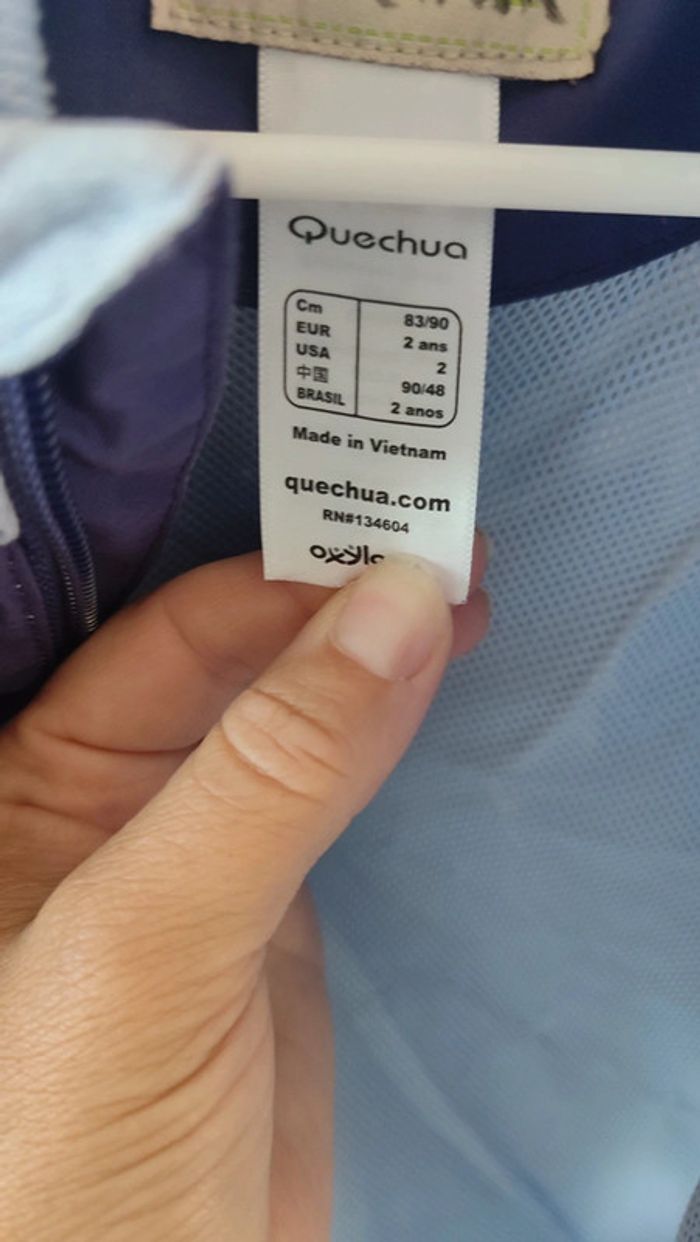 Quechua
Cm 83/90
EUR 2 ans
USA 2
中国 90/48
BRASIL 2 anos
Made in Vietnam
quechua.com
RN#134604